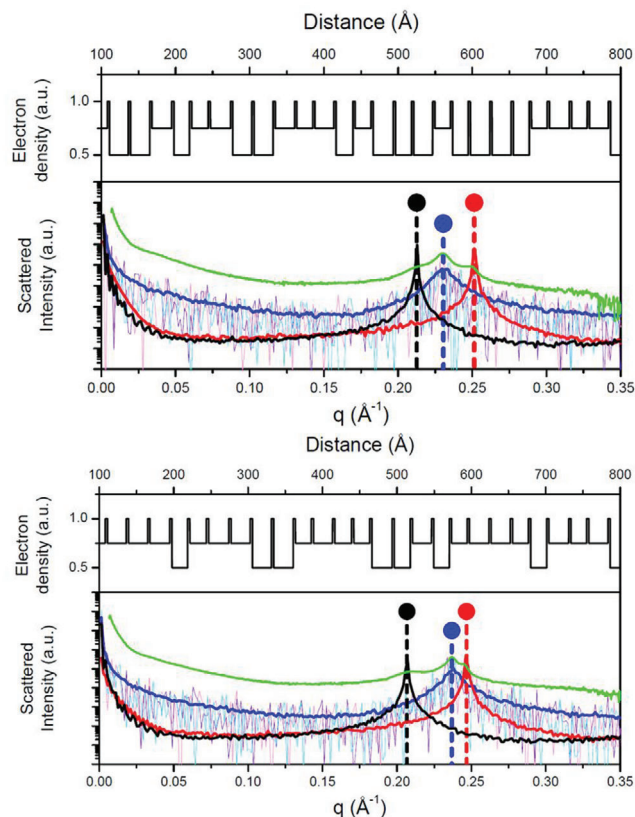 Distance (Å)
100 200 300 400 500 600 700 800
Electron
density (a.u.)
1.0
0.5
Scattered
Intensity (a.u.)
0.00 0.05 0.10 0.15 0.20 0.25 0.30 0.35
q (Å⁻¹)
Distance (Å)
100 200 300 400 500 600 700 800
Electron
density (a.u.)
1.0
0.5
Scattered
Intensity (a.u.)
0.00 0.05 0.10 0.15 0.20 0.25 0.30 0.35
q (Å⁻¹)